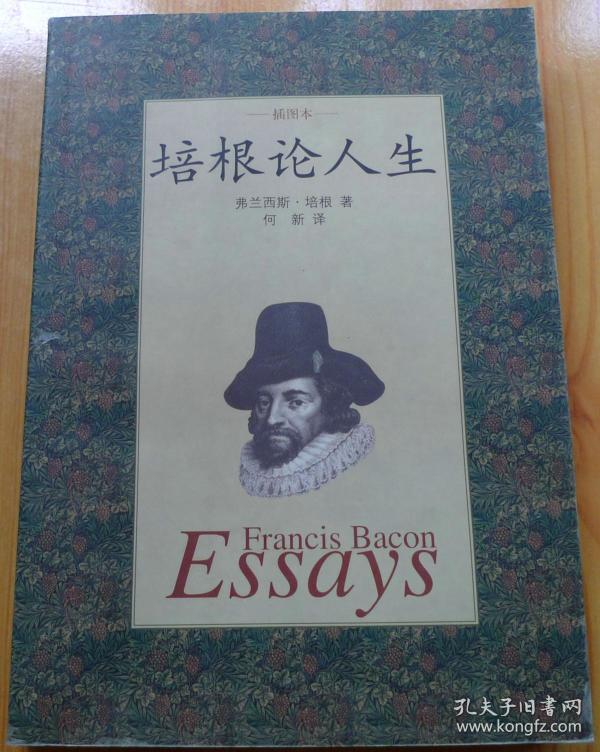 插图本
培根论人生
弗兰西斯·培根 著
何 新 译
Francis Bacon
Essays
孔夫子旧书网
www.kongfz.com